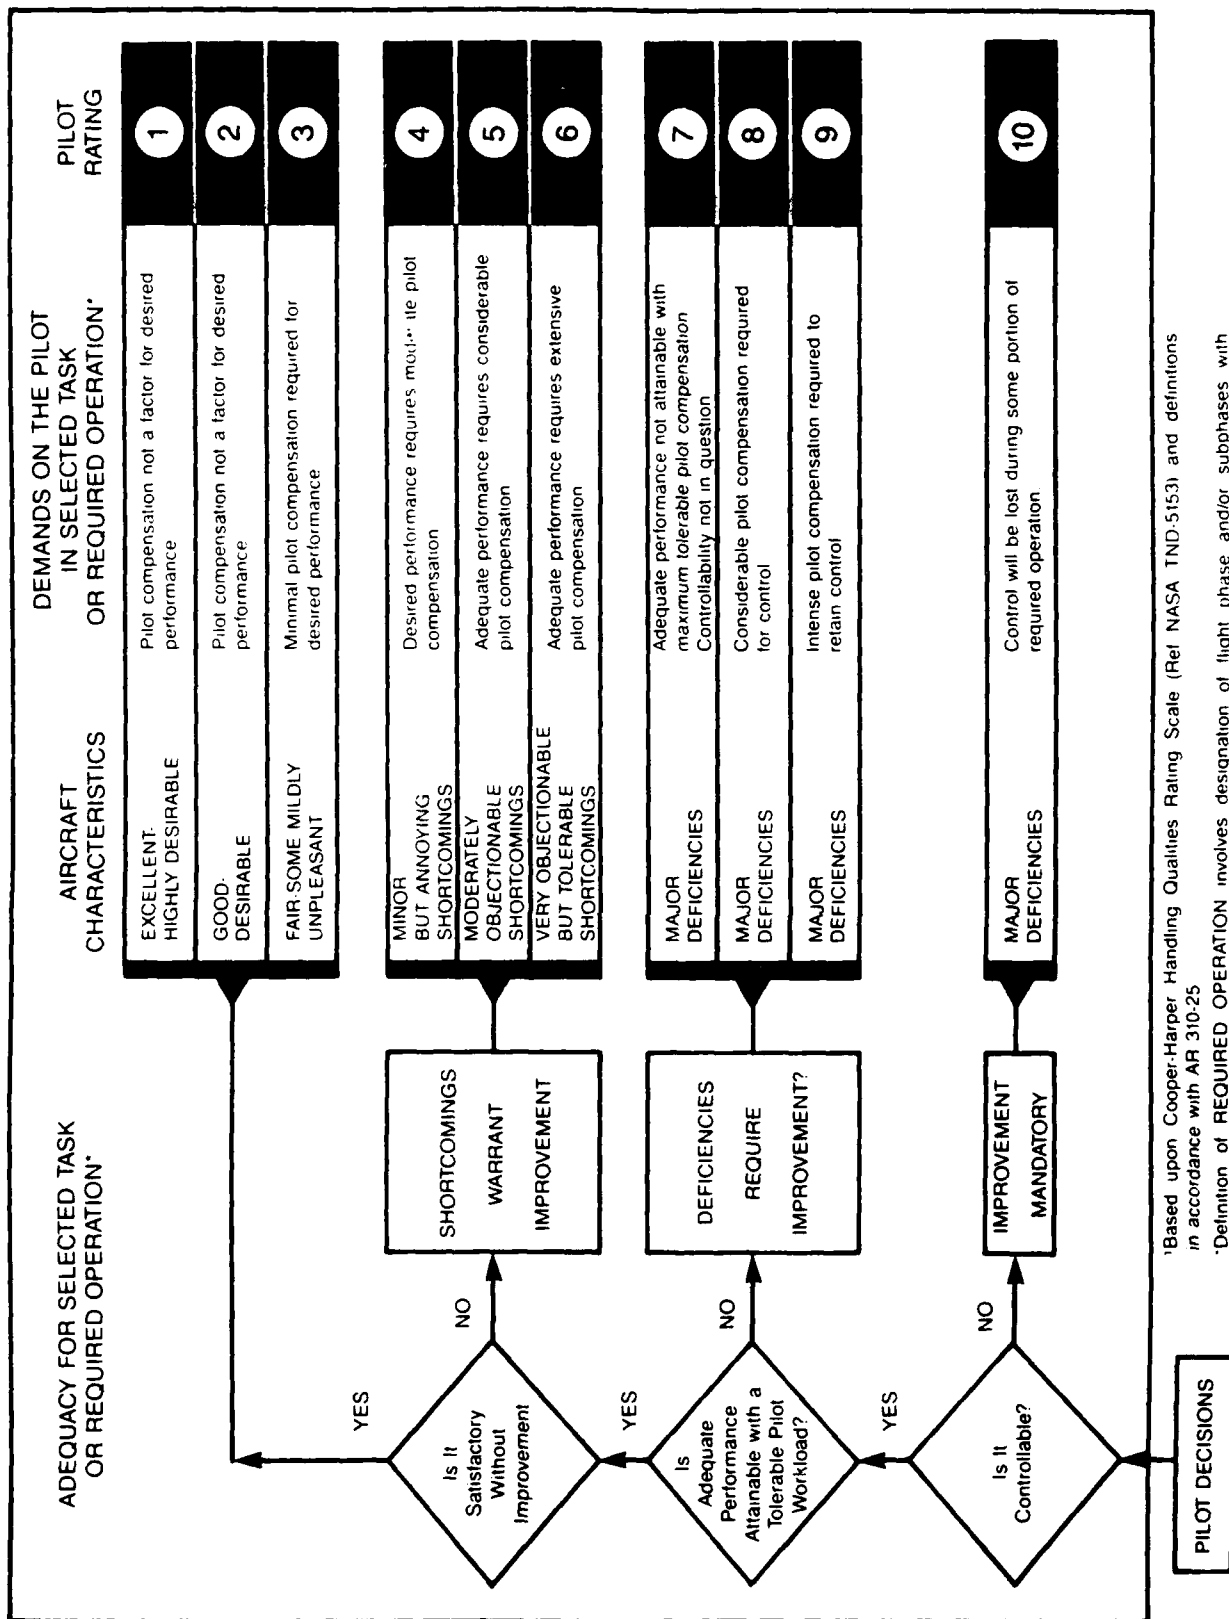 ADEQUACY FOR SELECTED TASK
OR REQUIRED OPERATION*
AIRCRAFT
CHARACTERISTICS
DEMANDS ON THE PILOT
IN SELECTED TASK
OR REQUIRED OPERATION*
PILOT
RATING
EXCELLENT-
HIGHLY DESIRABLE
Pilot compensation not a factor for desired
performance
1
GOOD-
DESIRABLE
Pilot compensation not a factor for desired
performance
2
FAIR-SOME MILDLY
UNPLEASANT
Minimal pilot compensation required for
desired performance
3
YES
Is It
Satisfactory
Without
Improvement
NO
SHORTCOMINGS
WARRANT
IMPROVEMENT
MINOR
BUT ANNOYING
SHORTCOMINGS
Desired performance requires pilot
compensation
4
MODERATELY
OBJECTIONABLE
SHORTCOMINGS
Adequate performance requires considerable
pilot compensation
5
VERY OBJECTIONABLE
BUT TOLERABLE
SHORTCOMINGS
Adequate performance requires extensive
pilot compensation
6
YES
Is
Adequate
Performance
Attainable with a
Tolerable Pilot
Workload?
NO
DEFICIENCIES
REQUIRE
IMPROVEMENT?
MAJOR
DEFICIENCIES
Adequate performance not attainable with
maximum tolerable pilot compensation
Controllability not in question
7
MAJOR
DEFICIENCIES
Considerable pilot compensation required
for control
8
MAJOR
DEFICIENCIES
Intense pilot compensation required to
retain control
9
YES
Is It
Controllable?
NO
IMPROVEMENT
MANDATORY
MAJOR
DEFICIENCIES
Control will be lost during some portion of
required operation
10
PILOT DECISIONS
¹Based upon Cooper-Harper Handling Qualities Rating Scale (Ref NASA TND-5153) and definitions
in accordance with AR 310-25
*Definition of REQUIRED OPERATION involves designation of flight phase and/or subphases with